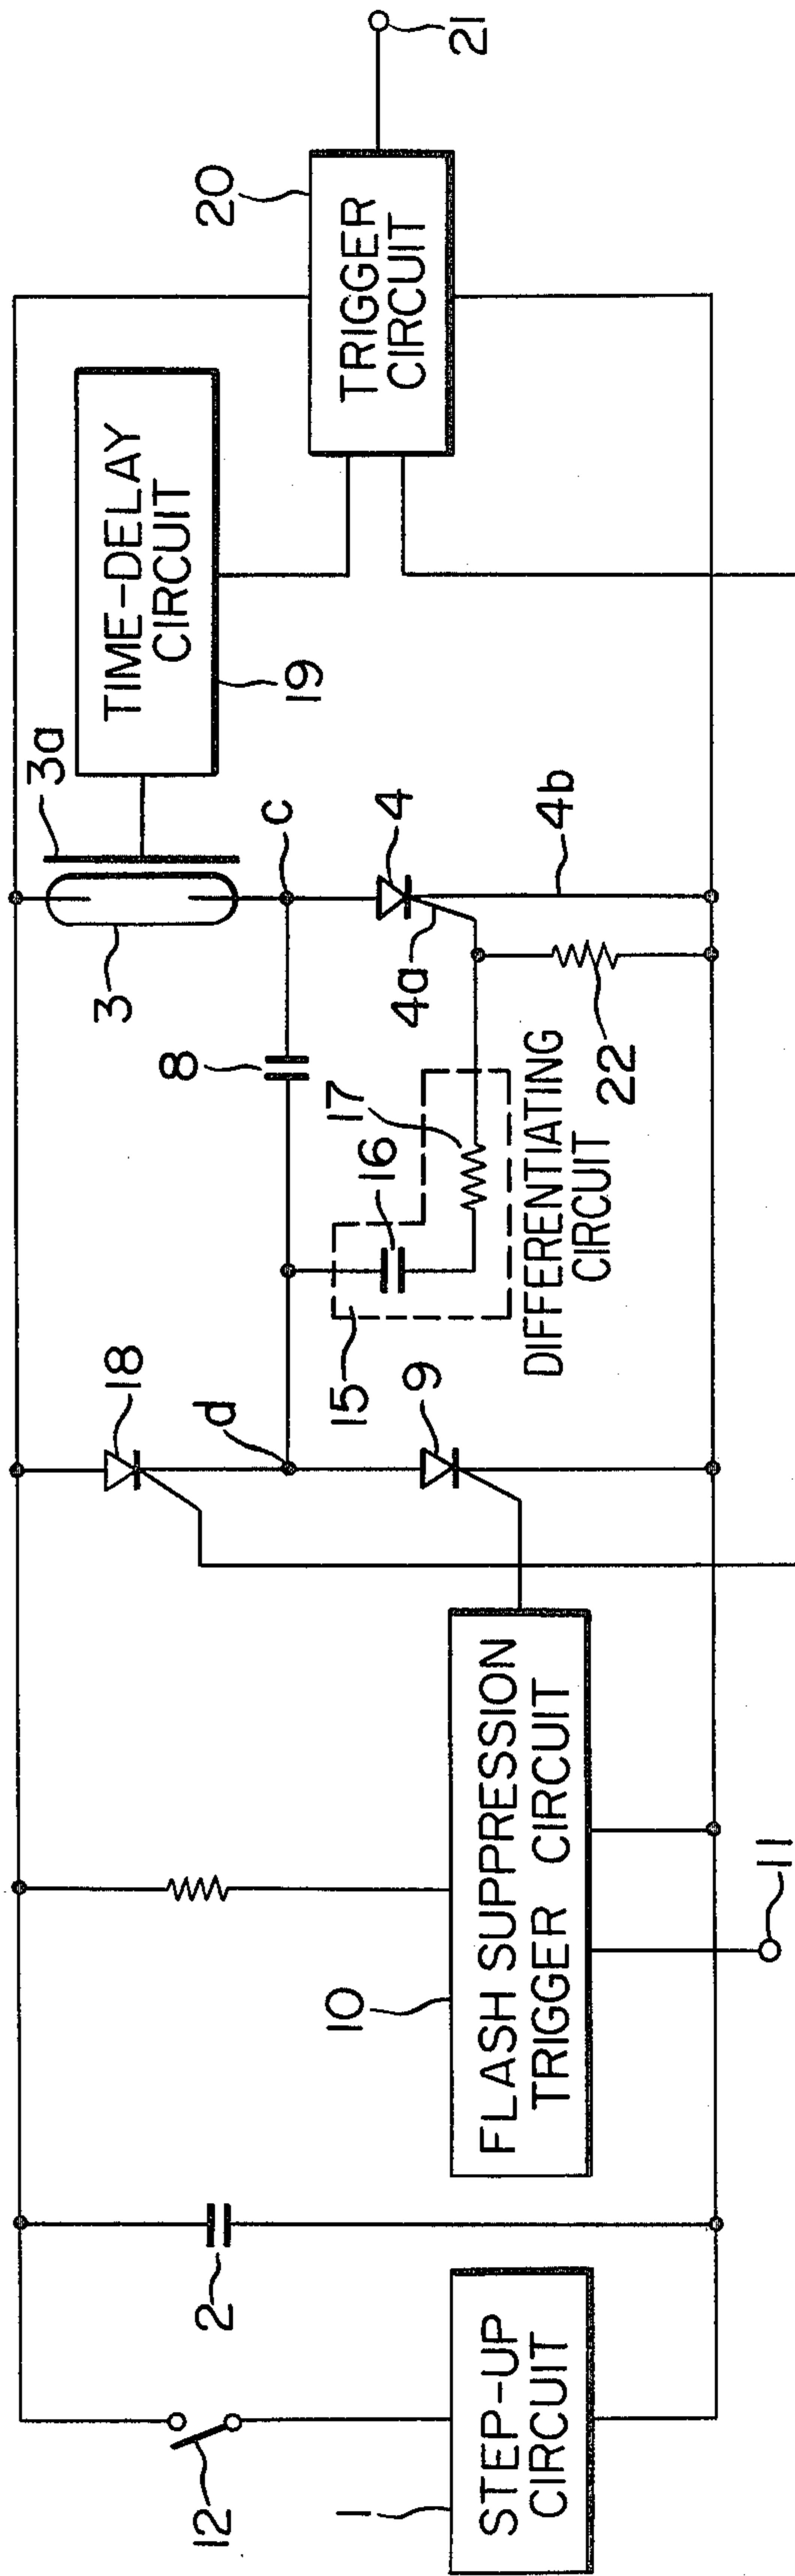 12
1
STEP-UP
CIRCUIT
2
10
FLASH SUPPRESSION
TRIGGER CIRCUIT
11
18
d
9
15
16
17
DIFFERENTIATING
CIRCUIT
8
22
3
3a
c
4
4a
4b
TIME-DELAY
CIRCUIT
19
20
TRIGGER
CIRCUIT
21